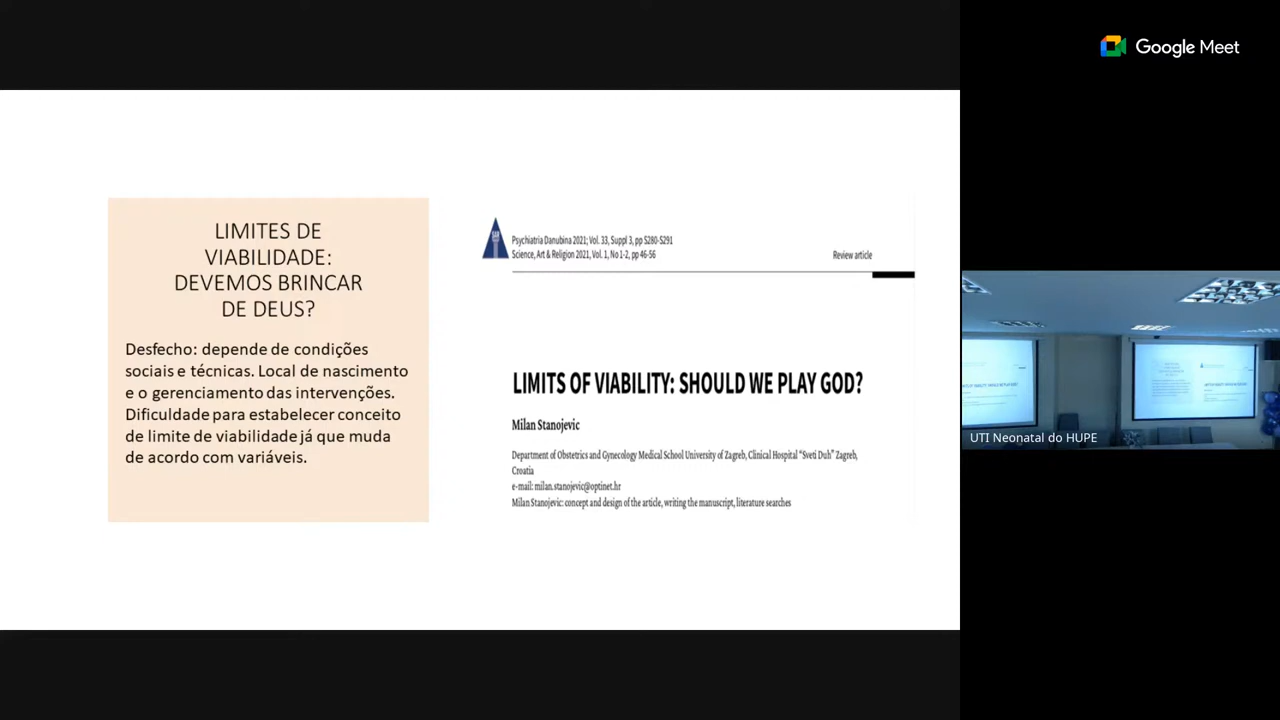 Google Meet
LIMITES DE
VIABILIDADE:
DEVEMOS BRINCAR
DE DEUS?
Desfecho: depende de condições
sociais e técnicas. Local de nascimento
e o gerenciamento das intervenções.
Dificuldade para estabelecer conceito
de limite de viabilidade já que muda
de acordo com variáveis.
Psychiatria Danubina 2021; Vol. 33, Suppl 3, pp S280-S291
Science, Art & Religion 2021, Vol. 1, No 1-2, pp 46-56
Review article
LIMITS OF VIABILITY: SHOULD WE PLAY GOD?
Milan Stanojevic
Department of Obstetrics and Gynecology Medical School University of Zagreb, Clinical Hospital “Sveti Duh” Zagreb,
Croatia
e-mail: milan.stanojevic@optinet.hr
Milan Stanojevic: concept and design of the article, writing the manuscript, literature searches
UTI Neonatal do HUPE